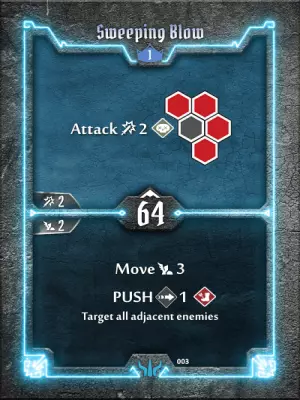 Sweeping Blow
1
Attack 2
2
64
2
Move 3
PUSH 1
Target all adjacent enemies
003